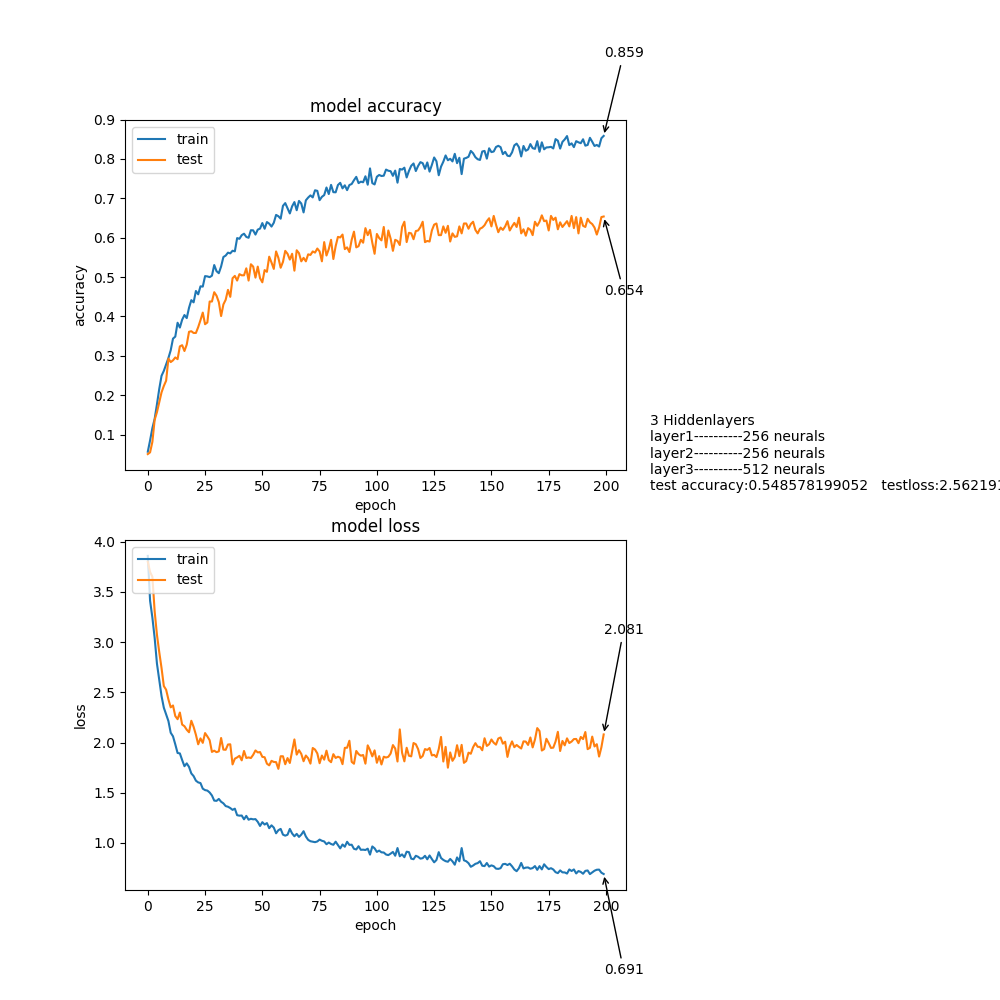 0.859
model accuracy
train
test
0.9
0.8
0.7
0.6
0.5
0.4
0.3
0.2
0.1
accuracy
0.654
0 25 50 75 100 125 150 175 200
epoch
3 Hiddenlayers
layer1----------256 neurals
layer2----------256 neurals
layer3----------512 neurals
test accuracy:0.548578199052 testloss:2.56219
model loss
train
test
4.0
3.5
3.0
2.5
2.0
1.5
1.0
loss
2.081
0 25 50 75 100 125 150 175 200
epoch
0.691